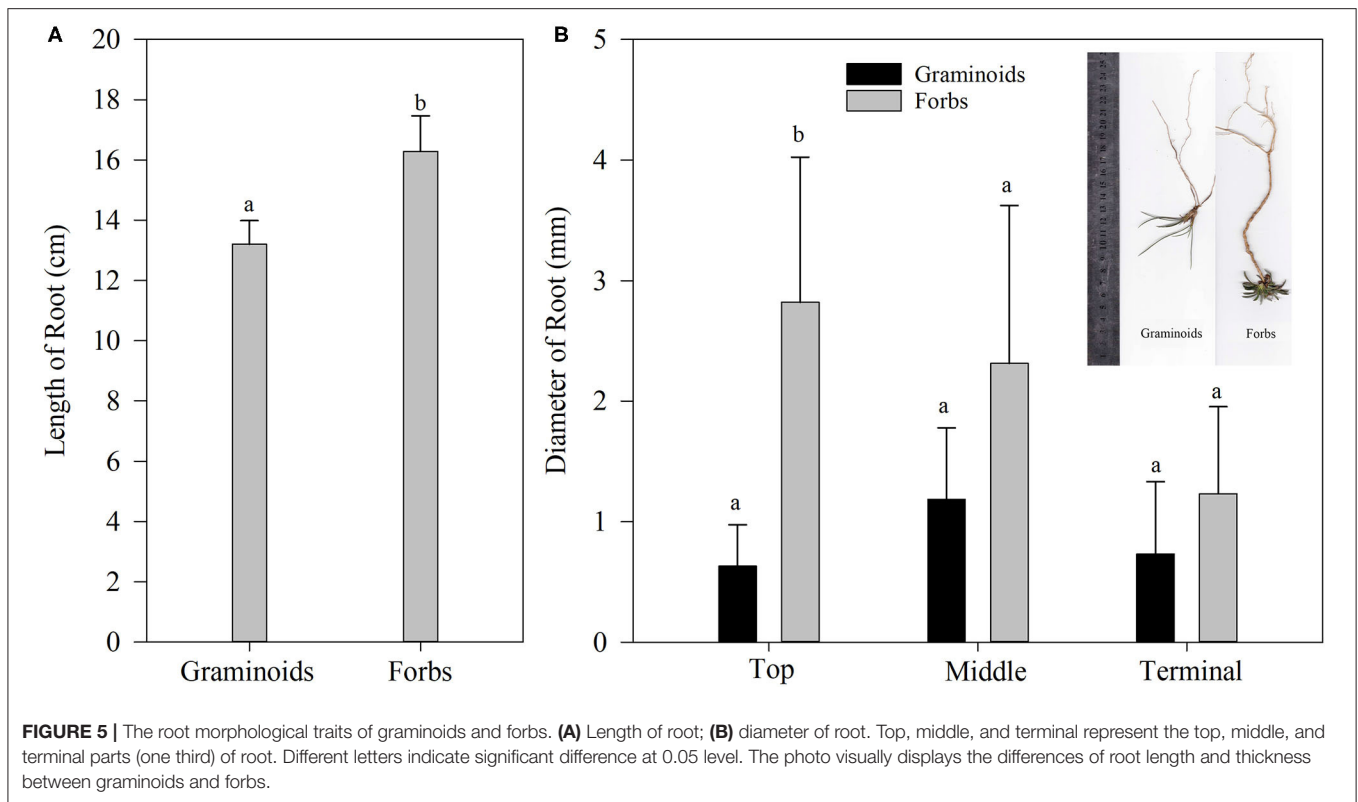 A
B
20
18
16
14
12
10
8
6
4
2
0
Length of Root (cm)
a
b
Graminoids
Forbs
5
4
3
2
1
0
Diameter of Root (mm)
Graminoids
Forbs
a
b
a
a
a
a
Top
Middle
Terminal
Graminoids
Forbs
FIGURE 5 | The root morphological traits of graminoids and forbs. (A) Length of root; (B) diameter of root. Top, middle, and terminal represent the top, middle, and
terminal parts (one third) of root. Different letters indicate significant difference at 0.05 level. The photo visually displays the differences of root length and thickness
between graminoids and forbs.